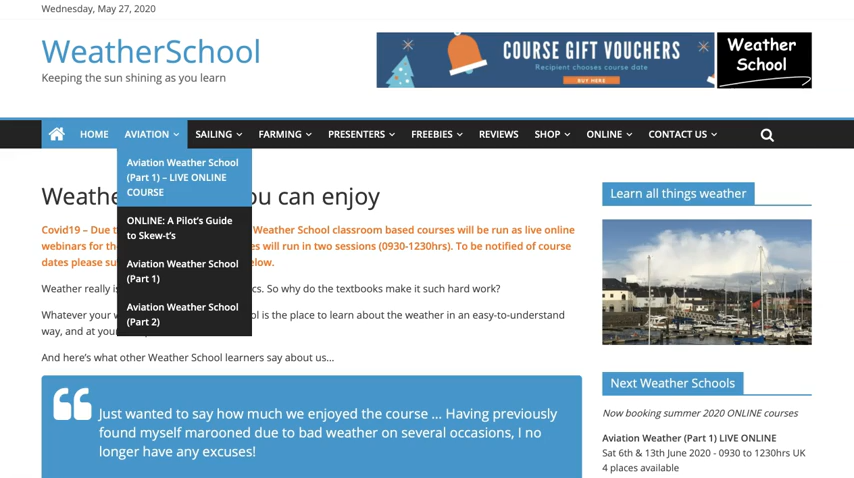 Wednesday, May 27, 2020
WeatherSchool
Keeping the sun shining as you learn
COURSE GIFT VOUCHERS
Recipient chooses course date
BUY HERE
Weather
School
HOME AVIATION SAILING FARMING PRESENTERS FREEBIES REVIEWS SHOP ONLINE CONTACT US
Aviation Weather School
(Part 1) – LIVE ONLINE
COURSE
ONLINE: A Pilot's Guide
to Skew-t's
Aviation Weather School
(Part 1)
Aviation Weather School
(Part 2)
Weathe ou can enjoy
Covid19 – Due t Weather School classroom based courses will be run as live online
webinars for th es will run in two sessions (0930-1230hrs). To be notified of course
dates please su elow.
Weather really is cs. So why do the textbooks make it such hard work?
Whatever your w ol is the place to learn about the weather in an easy-to-understand
way, and at you
And here's what other Weather School learners say about us...
Just wanted to say how much we enjoyed the course ... Having previously
found myself marooned due to bad weather on several occasions, I no
longer have any excuses!
Learn all things weather
Next Weather Schools
Now booking summer 2020 ONLINE courses
Aviation Weather (Part 1) LIVE ONLINE
Sat 6th & 13th June 2020 - 0930 to 1230hrs UK
4 places available